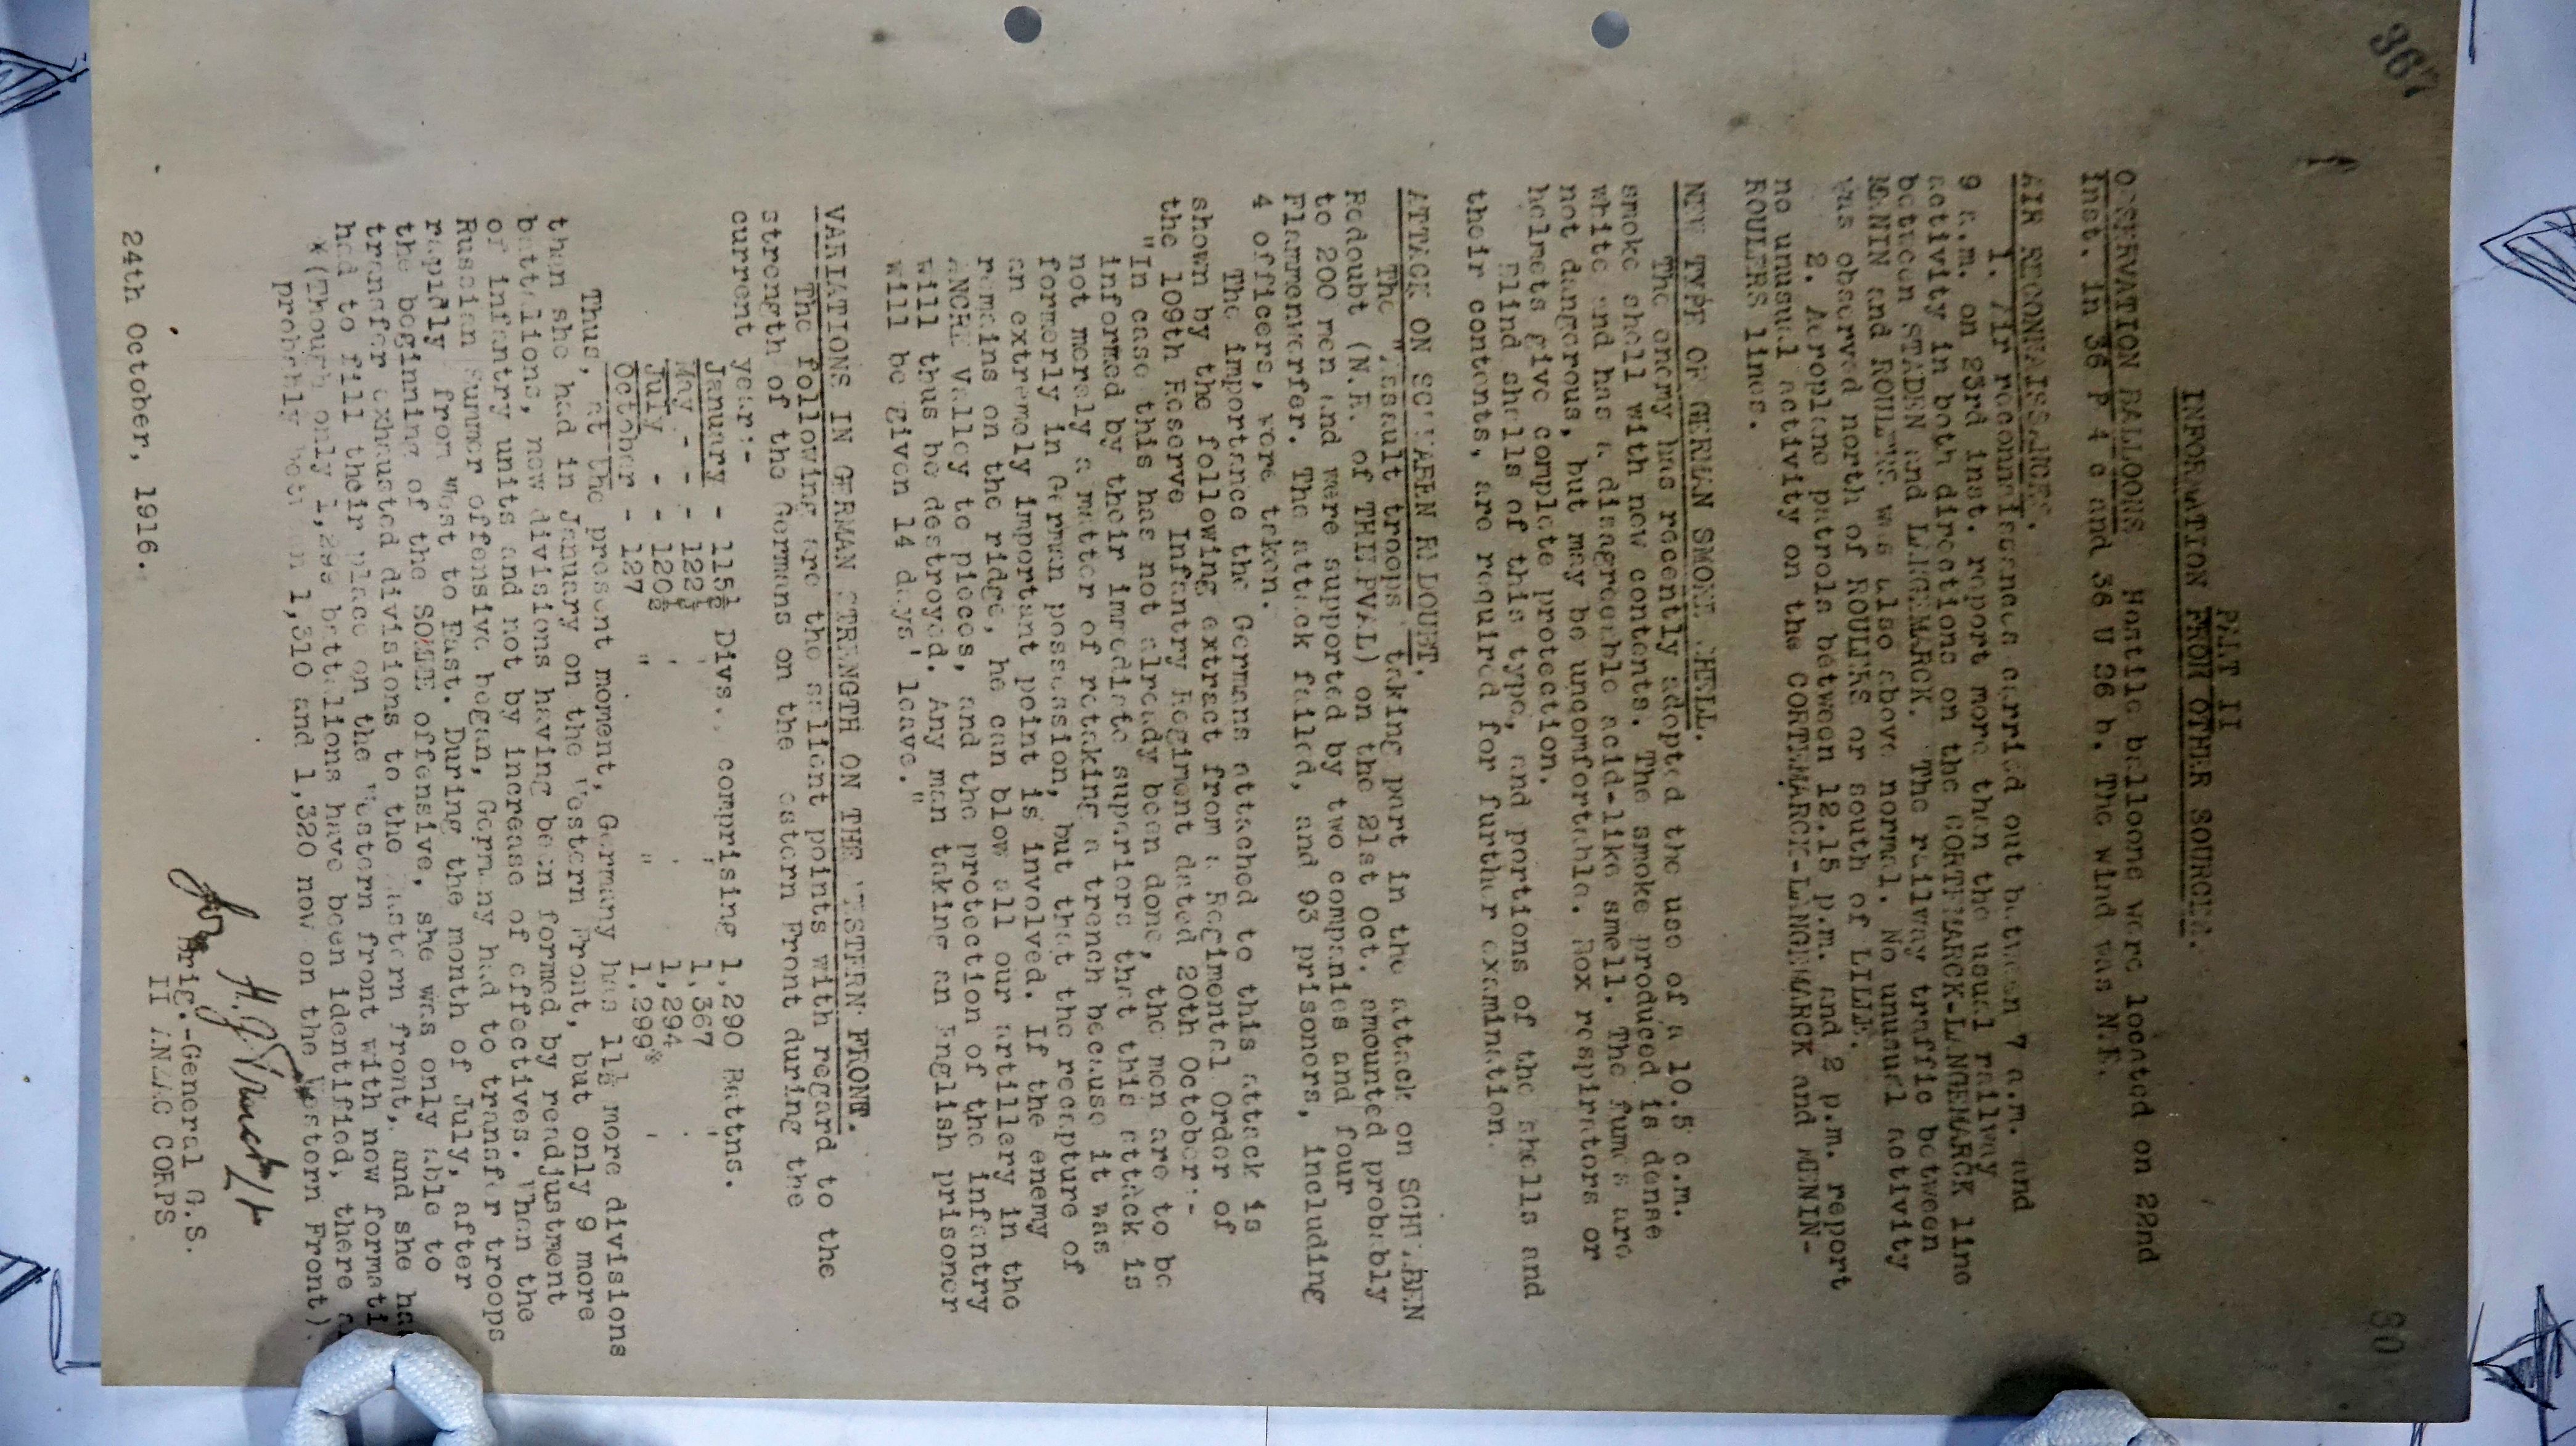 367
80
PART II
INFORMATION FROM OTHER SOURCES.
OBSERVATION BALLOONS Hostile balloons were located on 22nd
inst. in 36 P 4 c and 36 U 26 b. The wind was N.E.
AIR RECONNAISSANCES.
1. Air reconnaissances carried out between 7 a.m. and
9 a.m. on 23rd inst. report more than the usual railway
activity in both directions on the CORTEMARCK-LANGEMARCK line
between STADEN and LANGEMARCK. The railway traffic between
MENIN and ROULERS was also above normal. No unusual activity
was observed north of ROULERS or south of LILLE.
2. Aeroplane patrols between 12.15 p.m. and 2 p.m. report
no unusual activity on the CORTEMARCK-LANGEMARCK and MENIN-
ROULERS lines.
NEW TYPE OF GERMAN SMOKE SHELL.
The enemy has recently adopted the use of a 10.5 c.m.
smoke shell with new contents. The smoke produced is dense
white and has a disagreeable acid-like smell. The fumes are
not dangerous, but may be uncomfortable. Box respirators or
helmets give complete protection.
Blind shells of this type, and portions of the shells and
their contents, are required for further examination.
ATTACK ON SCHWABEN REDOUBT.
The "Assault troops" taking part in the attack on SCHWABEN
Redoubt (N.E. of THIEPVAL) on the 21st Oct. amounted probably
to 200 men and were supported by two companies and four
Flammenwerfer. The attack failed, and 93 prisoners, including
4 officers, were taken.
The importance the Germans attached to this attack is
shown by the following extract from a Regimental Order of
the 109th Reserve Infantry Regiment dated 20th October:-
"In case this has not already been done, the men are to be
informed by their immediate superiors that this attack is
not merely a matter of retaking a trench because it was
formerly in German possession, but that the recapture of
an extremely important point is involved. If the enemy
remains on the ridge, he can blow all our artillery in the
ANCRE Valley to pieces, and the protection of the infantry
will thus be destroyed. Any man taking an English prisoner
will be given 14 days' leave."
VARIATIONS IN GERMAN STRENGTH ON THE WESTERN FRONT.
The following are the salient points with regard to the
strength of the Germans on the Western Front during the
current year:-
January - 115½ Divs., comprising 1,290 Battns.
May - - 122½ " " 1,367 "
July - - 120½ " " 1,294 "
October - 127 " " 1,299* "
Thus, at the present moment, Germany has 11½ more divisions
than she had in January on the Western Front, but only 9 more
battalions, new divisions having been formed by readjustment
of infantry units and not by increase of effectives. When the
Russian summer offensive began, Germany had to transfer troops
rapidly from West to East. During the month of July, after
the beginning of the SOMME offensive, she was only able to
transfer exhausted divisions to the Eastern front, and she has
had to fill their place on the Western front with new formati
*(Though only 1,299 battalions have been identified, there
probably between 1,310 and 1,320 now on the Western Front).
for
Brig.-General G.S.
II ANZAC CORPS
24th October, 1916.